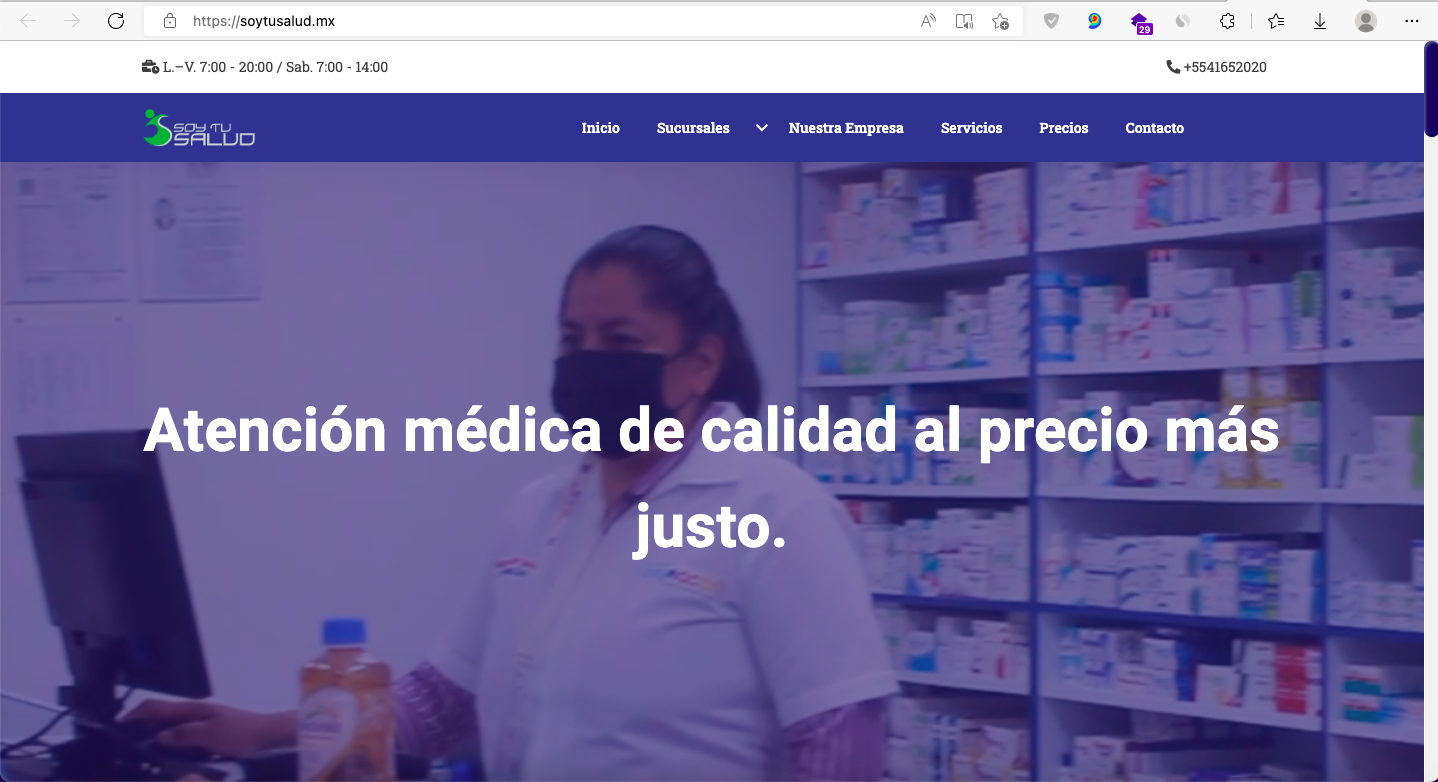 https://soytusalud.mx
29
L.–V. 7:00 - 20:00 / Sab. 7:00 - 14:00
+5541652020
SOY TU
SALUD
Inicio Sucursales Nuestra Empresa Servicios Precios Contacto
Atención médica de calidad al precio más
justo.